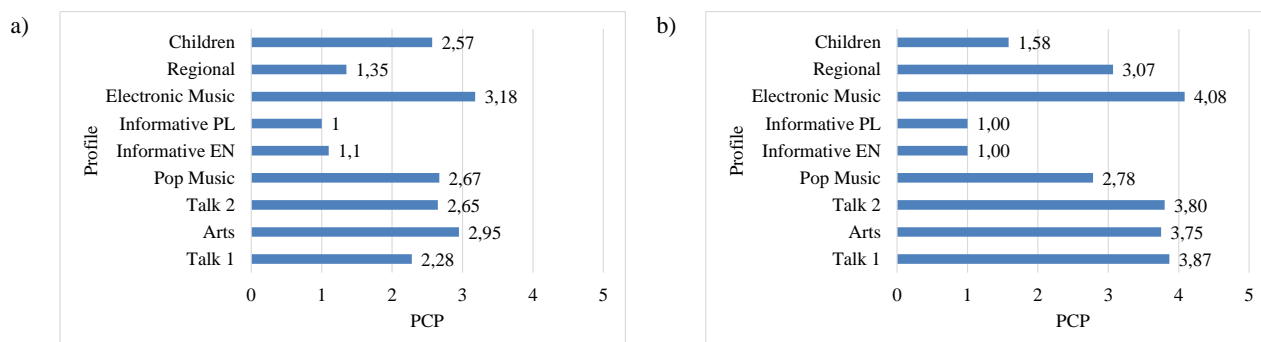 a)
Children 2,57
Regional 1,35
Electronic Music 3,18
Informative PL 1
Informative EN 1,1
Pop Music 2,67
Talk 2 2,65
Arts 2,95
Talk 1 2,28
0 1 2 3 4 5
PCP
Profile
b)
Children 1,58
Regional 3,07
Electronic Music 4,08
Informative PL 1,00
Informative EN 1,00
Pop Music 2,78
Talk 2 3,80
Arts 3,75
Talk 1 3,87
0 1 2 3 4 5
PCP
Profile